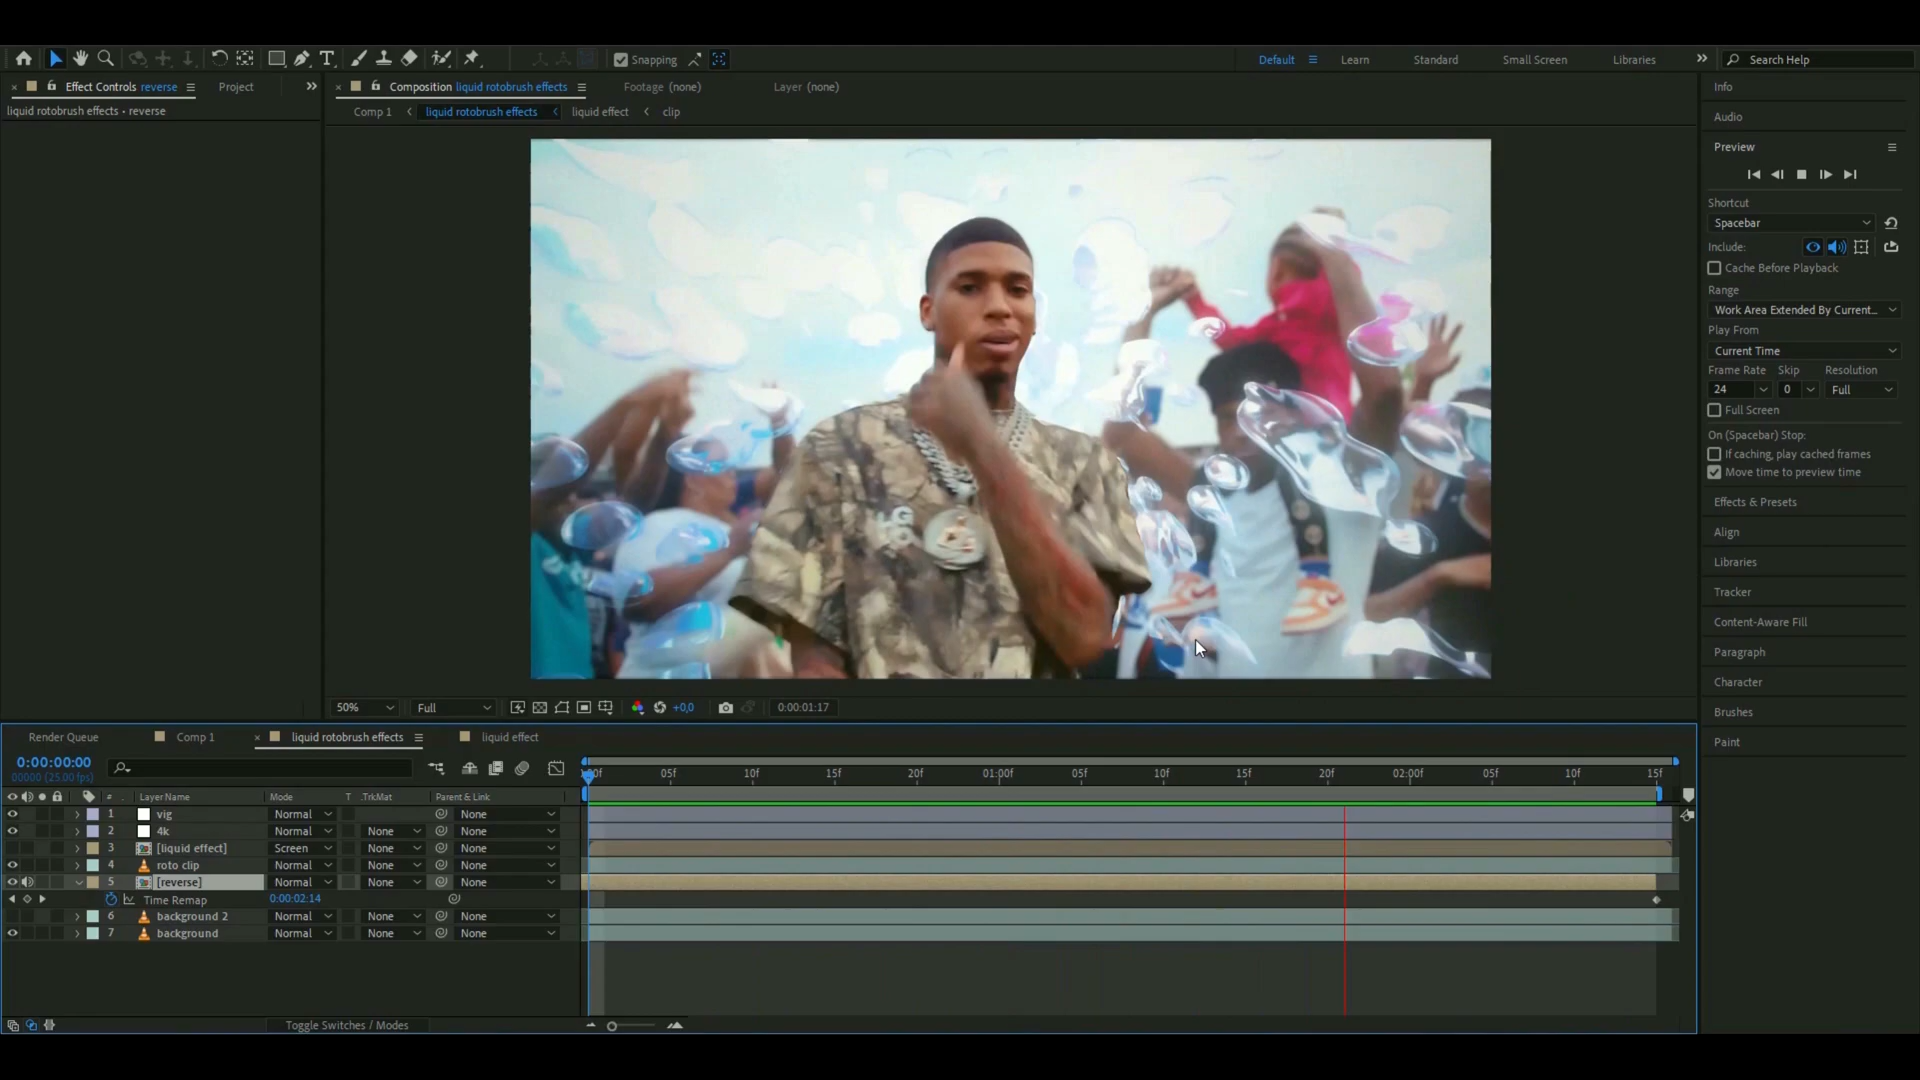 Snapping
Default
Learn
Standard
Small Screen
Libraries
Search Help
Effect Controls reverse
Project
Composition liquid rotobrush effects
Footage (none)
Layer (none)
Info
liquid rotobrush effects • reverse
Comp 1
liquid rotobrush effects
liquid effect
clip
Audio
Preview
Shortcut
Spacebar
Include:
Cache Before Playback
Range
Work Area Extended By Current...
Play From
Current Time
Frame Rate Skip Resolution
24 0 Full
Full Screen
On (Spacebar) Stop:
If caching, play cached frames
Move time to preview time
Effects & Presets
Align
Libraries
Tracker
Content-Aware Fill
Paragraph
Character
Brushes
Paint
50% Full +0,0 0:00:01:17
Render Queue
Comp 1
liquid rotobrush effects
liquid effect
0:00:00:00
00000 (25.00 fps)
05f 10f 15f 20f 01:00f 05f 10f 15f 20f 02:00f 05f 10f 15f
# Layer Name Mode T .TrkMat Parent & Link
1 vig Normal None
2 4k Normal None None
3 [liquid effect] Screen None None
4 roto clip Normal None None
5 [reverse] Normal None None
Time Remap 0:00:02:14
6 background 2 Normal None None
7 background Normal None None
Toggle Switches / Modes